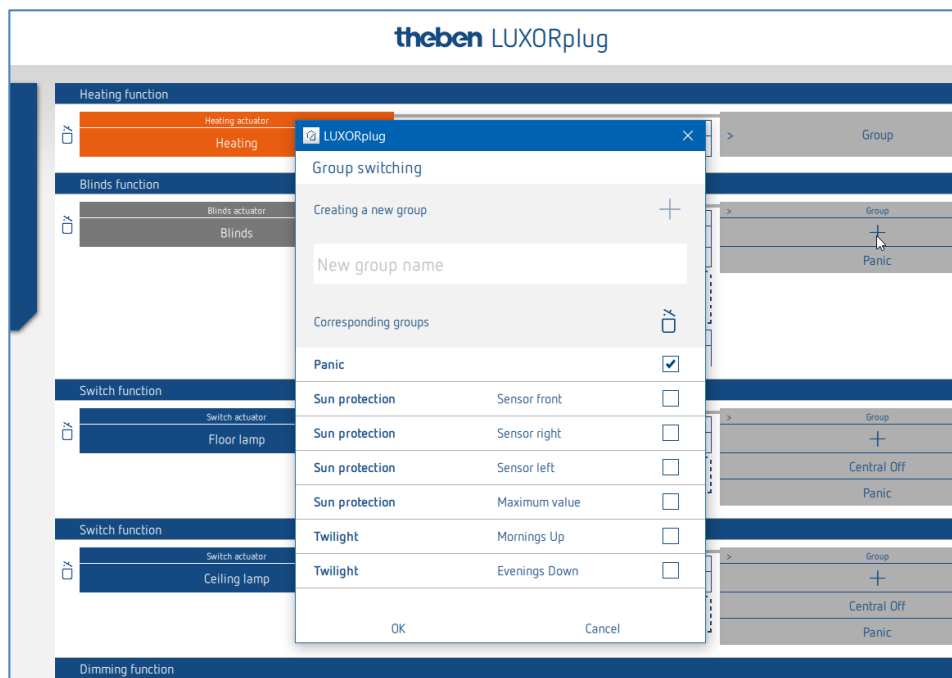 theben LUXORplug
Heating function
Heating actuator
Heating
> Group
Blinds function
Blinds actuator
Blinds
> Group
Panic
LUXORplug
Group switching
Creating a new group
New group name
Corresponding groups
Panic
Sun protection Sensor front
Sun protection Sensor right
Sun protection Sensor left
Sun protection Maximum value
Twilight Mornings Up
Twilight Evenings Down
OK Cancel
Switch function
Switch actuator
Floor lamp
> Group
Central Off
Panic
Switch function
Switch actuator
Ceiling lamp
> Group
Central Off
Panic
Dimming function